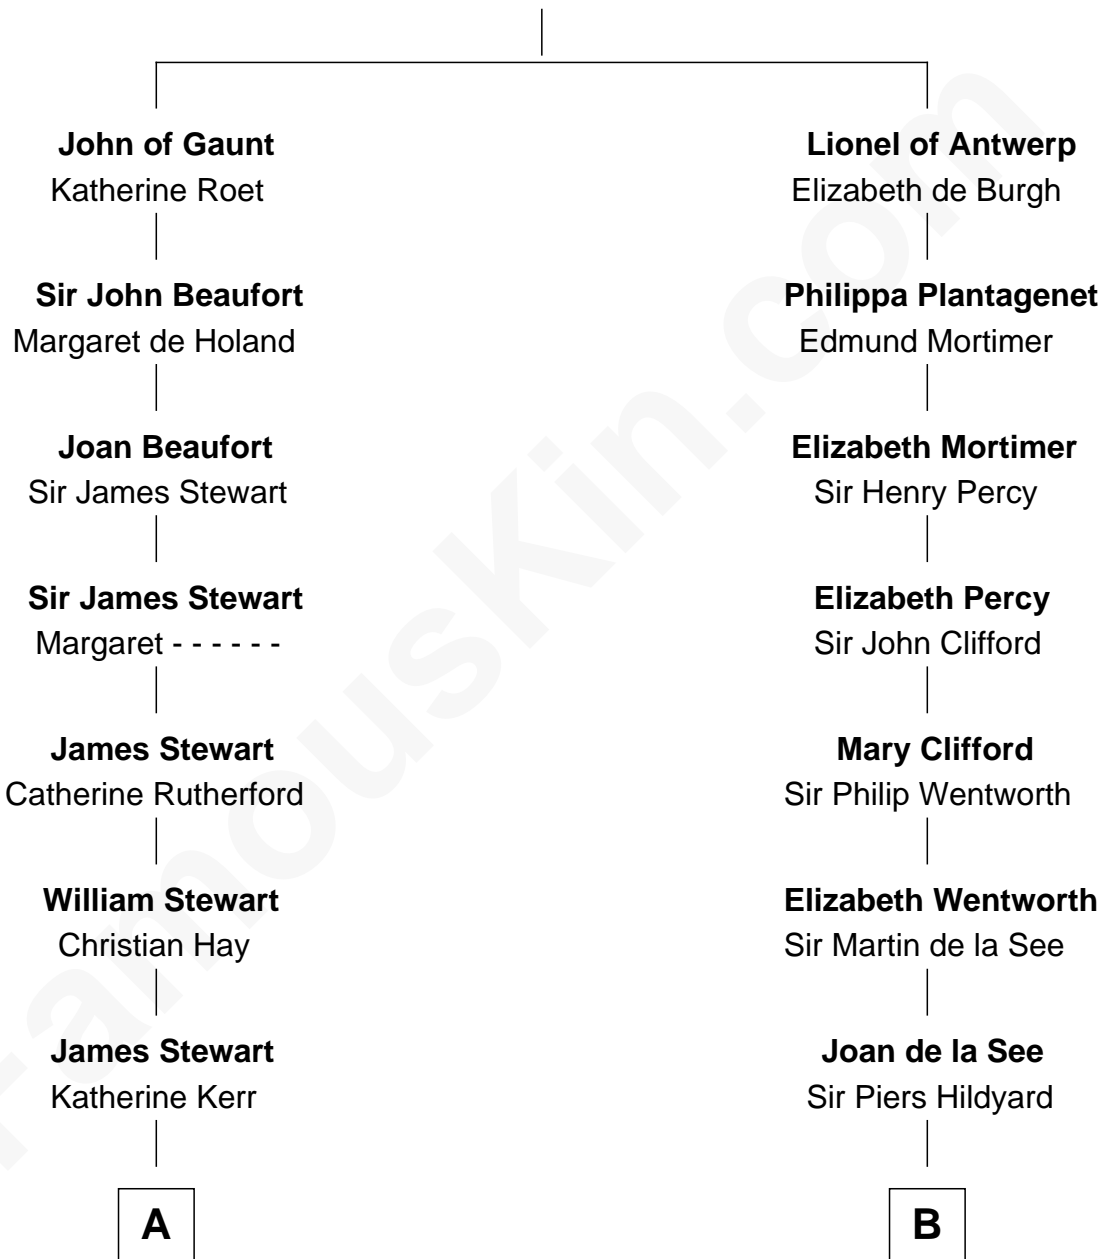 John of Gaunt
Katherine Roet
Sir John Beaufort
Margaret de Holand
Joan Beaufort
Sir James Stewart
Sir James Stewart
Margaret - - - - - -
James Stewart
Catherine Rutherford
William Stewart
Christian Hay
James Stewart
Katherine Kerr
A
Lionel of Antwerp
Elizabeth de Burgh
Philippa Plantagenet
Edmund Mortimer
Elizabeth Mortimer
Sir Henry Percy
Elizabeth Percy
Sir John Clifford
Mary Clifford
Sir Philip Wentworth
Elizabeth Wentworth
Sir Martin de la See
Joan de la See
Sir Piers Hildyard
B
FamousKin.com